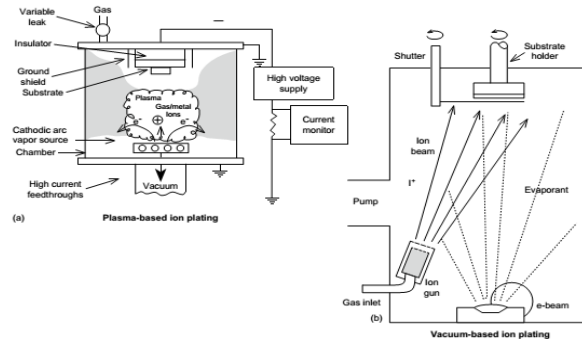 Variable
leak
Gas
Insulator
Ground
shield
Substrate
Plasma
Gas/metal
Ions
e-
e-
Cathodic arc
vapor source
Chamber
High current
feedthroughs
Vacuum
High voltage
supply
Current
monitor
(a)
Plasma-based ion plating
Shutter
Substrate
holder
Ion
beam
I+
Evaporant
Pump
Ion
gun
Gas inlet
e-beam
(b)
Vacuum-based ion plating